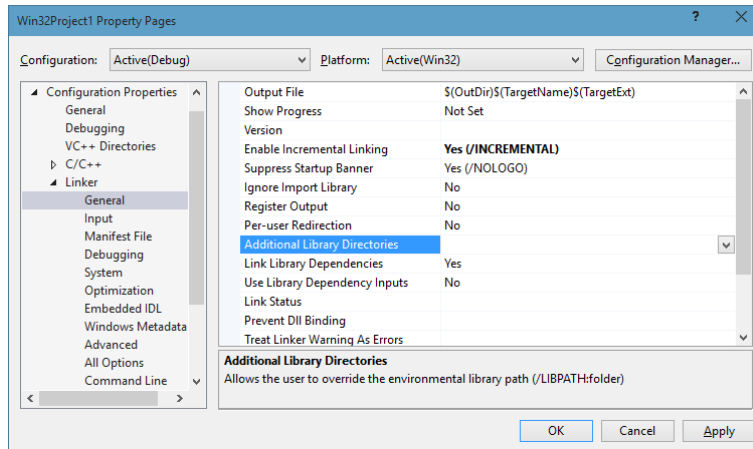 Win32Project1 Property Pages
?
Configuration: Active(Debug) Platform: Active(Win32) Configuration Manager...
Configuration Properties
General
Debugging
VC++ Directories
C/C++
Linker
General
Input
Manifest File
Debugging
System
Optimization
Embedded IDL
Windows Metadata
Advanced
All Options
Command Line
Output File $(OutDir)$(TargetName)$(TargetExt)
Show Progress Not Set
Version
Enable Incremental Linking Yes (/INCREMENTAL)
Suppress Startup Banner Yes (/NOLOGO)
Ignore Import Library No
Register Output No
Per-user Redirection No
Additional Library Directories
Link Library Dependencies Yes
Use Library Dependency Inputs No
Link Status
Prevent Dll Binding
Treat Linker Warning As Errors
Additional Library Directories
Allows the user to override the environmental library path (/LIBPATH:folder)
OK Cancel Apply